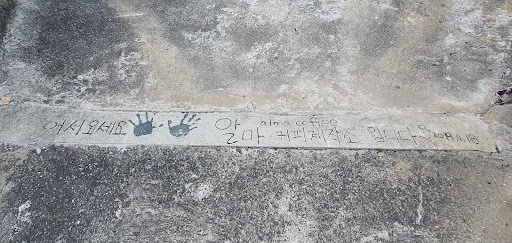 어서오세요
alma coffee
알마 커피제작소 입니다